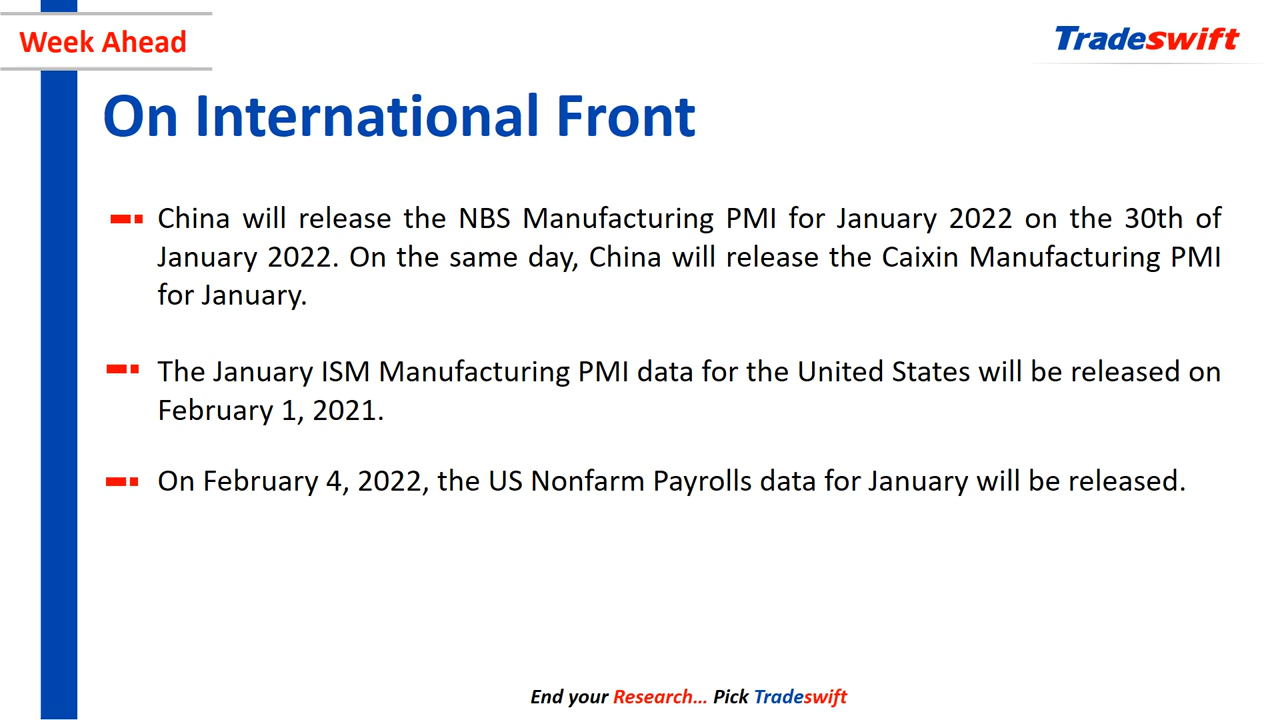 Week Ahead
Tradeswift
On International Front
China will release the NBS Manufacturing PMI for January 2022 on the 30th of
January 2022. On the same day, China will release the Caixin Manufacturing PMI
for January.
The January ISM Manufacturing PMI data for the United States will be released on
February 1, 2021.
On February 4, 2022, the US Nonfarm Payrolls data for January will be released.
End your Research... Pick Tradeswift